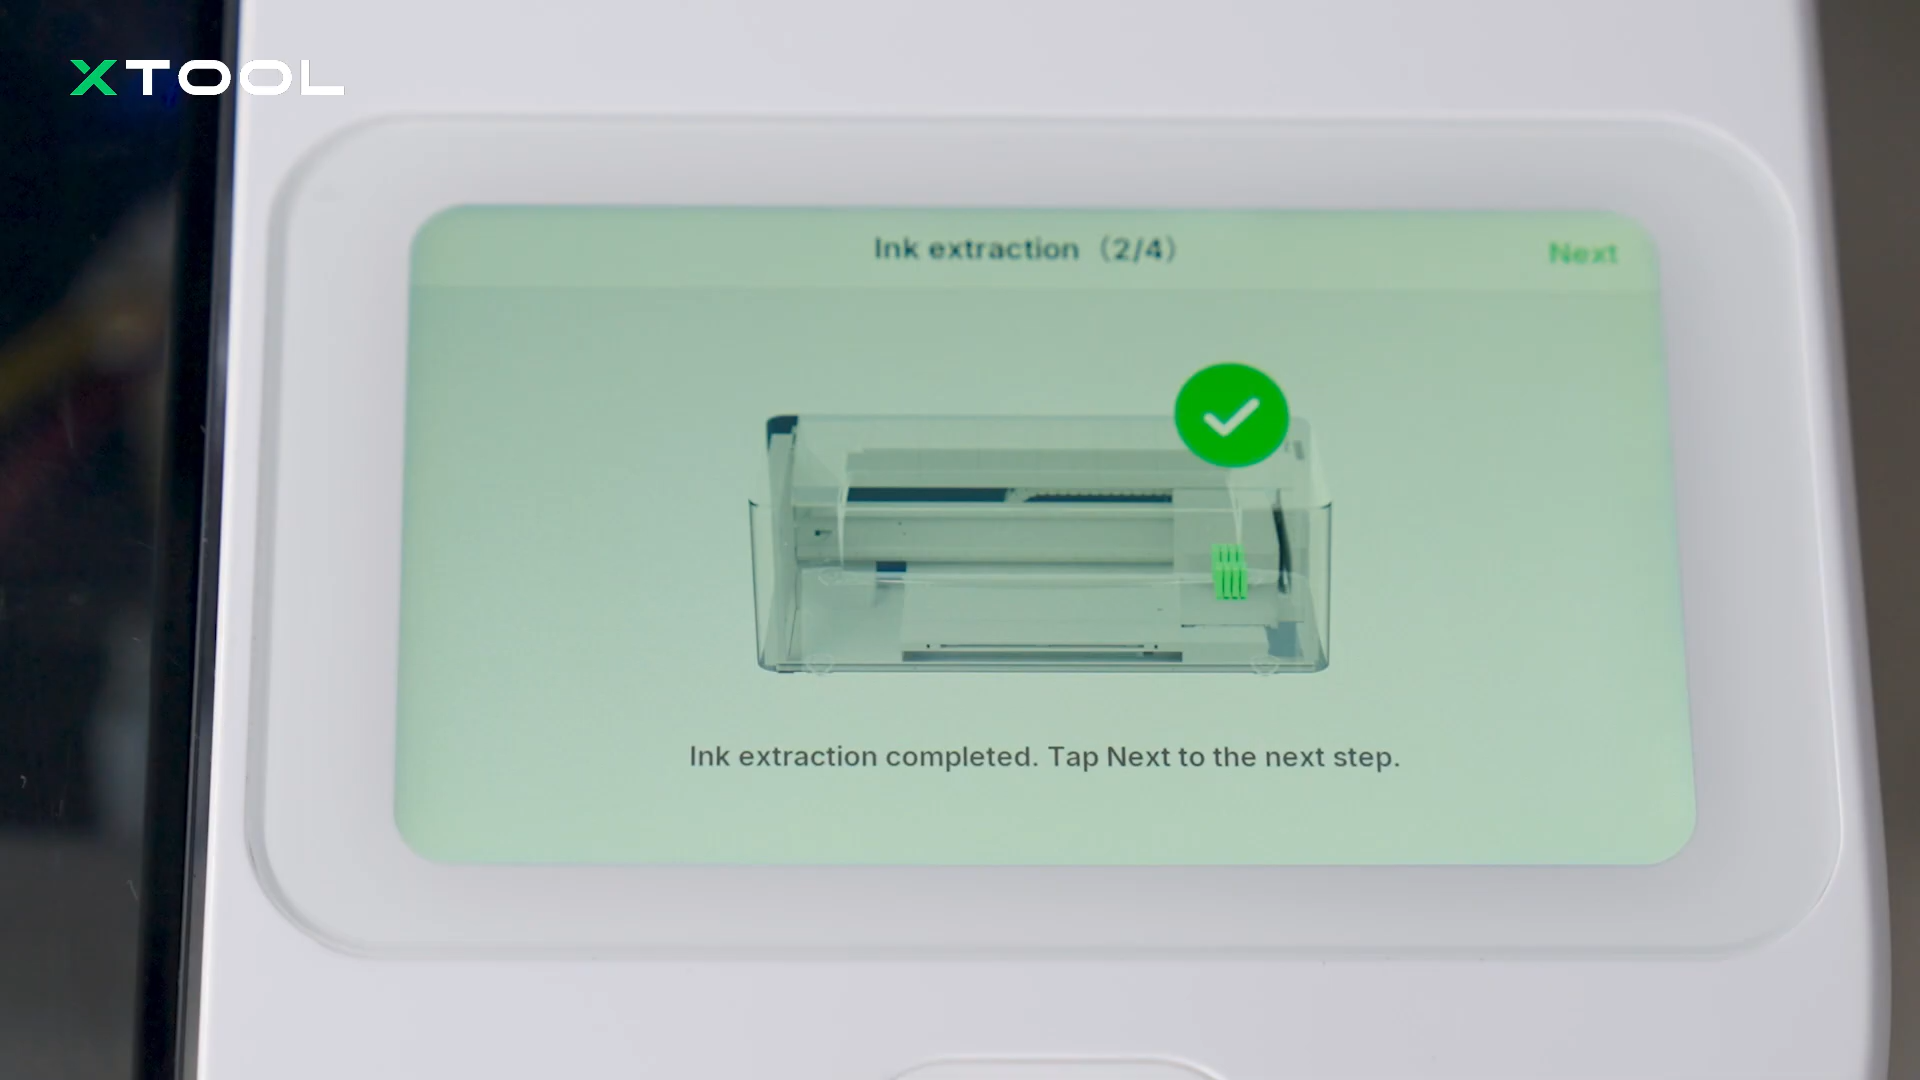 XTOOL
Ink extraction（2/4）
Next
Ink extraction completed. Tap Next to the next step.